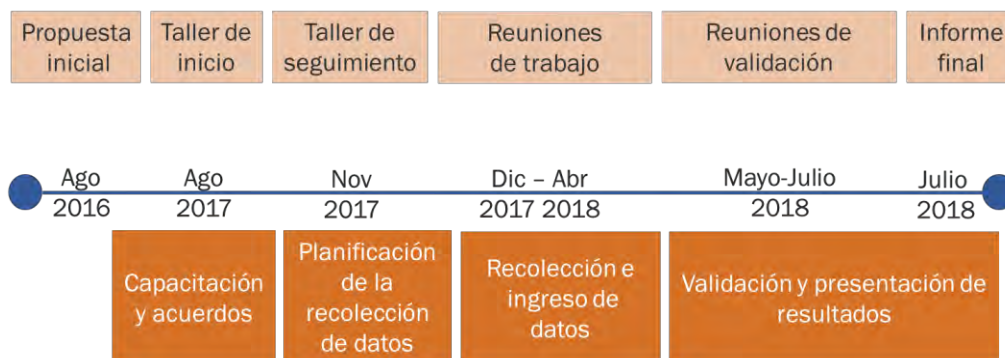 Propuesta
inicial
Taller de
inicio
Taller de
seguimiento
Reuniones
de trabajo
Reuniones de
validación
Informe
final
Ago
2016
Ago
2017
Nov
2017
Dic – Abr
2017 2018
Mayo-Julio
2018
Julio
2018
Capacitación
y acuerdos
Planificación
de la
recolección
de datos
Recolección e
ingreso de
datos
Validación y presentación de
resultados